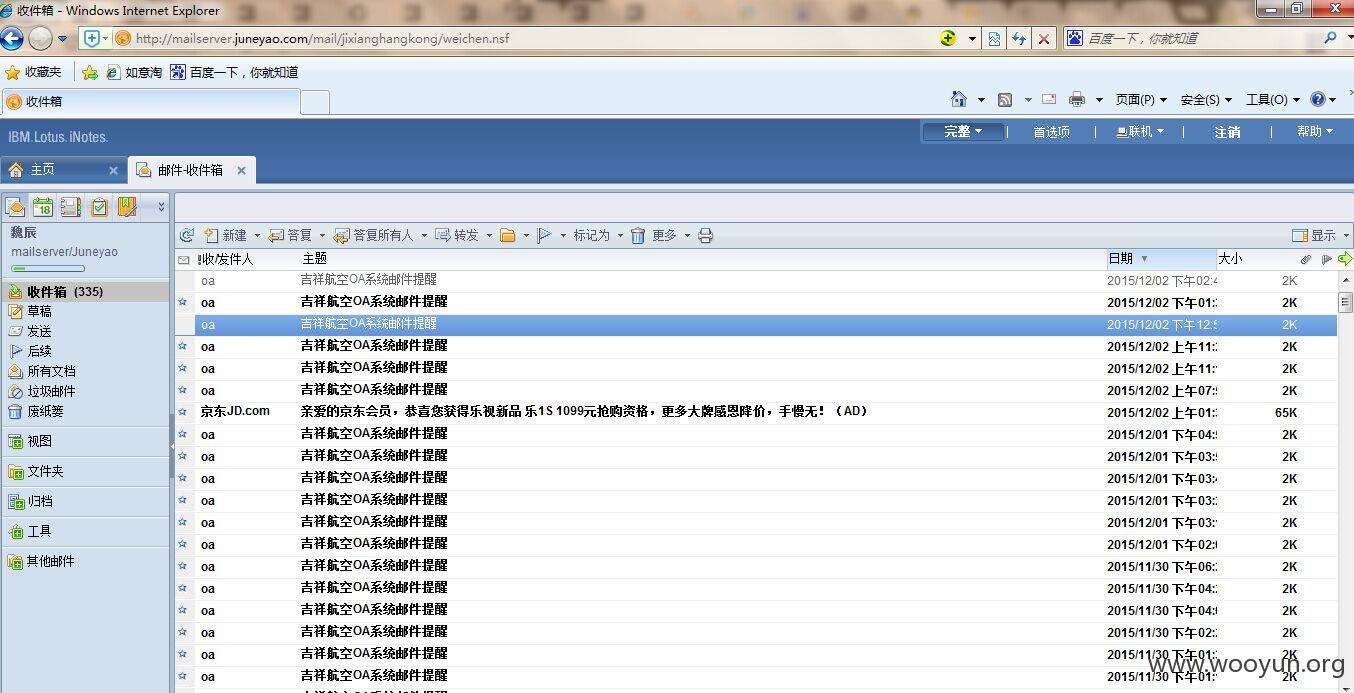 收件箱 - Windows Internet Explorer
http://mailserver.juneyao.com/mail/jixianghangkong/weichen.nsf
百度一下，你就知道
收藏夹 如意淘 百度一下，你就知道
收件箱
页面(P) 安全(S) 工具(O)
IBM.Lotus.iNotes.
完整 首选项 联机 注销 帮助
主页 邮件-收件箱
18
魏辰
mailserver/Juneyao
收件箱 (335)
草稿
发送
后续
所有文档
垃圾邮件
废纸篓
视图
文件夹
归档
工具
其他邮件
新建 答复 答复所有人 转发 标记为 更多 显示
!收/发件人 主题 日期 大小
oa 吉祥航空OA系统邮件提醒 2015/12/02 下午02:4 2K
oa 吉祥航空OA系统邮件提醒 2015/12/02 下午01: 2K
oa 吉祥航空OA系统邮件提醒 2015/12/02 下午12:5 2K
oa 吉祥航空OA系统邮件提醒 2015/12/02 上午11: 2K
oa 吉祥航空OA系统邮件提醒 2015/12/02 上午11: 2K
oa 吉祥航空OA系统邮件提醒 2015/12/02 上午07: 2K
京东JD.com 亲爱的京东会员，恭喜您获得乐视新品 乐1S 1099元抢购资格，更多大牌感恩降价，手慢无！（AD） 2015/12/02 上午01: 65K
oa 吉祥航空OA系统邮件提醒 2015/12/01 下午04: 2K
oa 吉祥航空OA系统邮件提醒 2015/12/01 下午03: 2K
oa 吉祥航空OA系统邮件提醒 2015/12/01 下午03: 2K
oa 吉祥航空OA系统邮件提醒 2015/12/01 下午03: 2K
oa 吉祥航空OA系统邮件提醒 2015/12/01 下午03: 2K
oa 吉祥航空OA系统邮件提醒 2015/12/01 下午02: 2K
oa 吉祥航空OA系统邮件提醒 2015/11/30 下午06: 2K
oa 吉祥航空OA系统邮件提醒 2015/11/30 下午04: 2K
oa 吉祥航空OA系统邮件提醒 2015/11/30 下午04: 2K
oa 吉祥航空OA系统邮件提醒 2015/11/30 下午02: 2K
oa 吉祥航空OA系统邮件提醒 2015/11/30 下午01: 2K
oa 吉祥航空OA系统邮件提醒 2015/11/30 下午01: 2K
www.wooyun.org